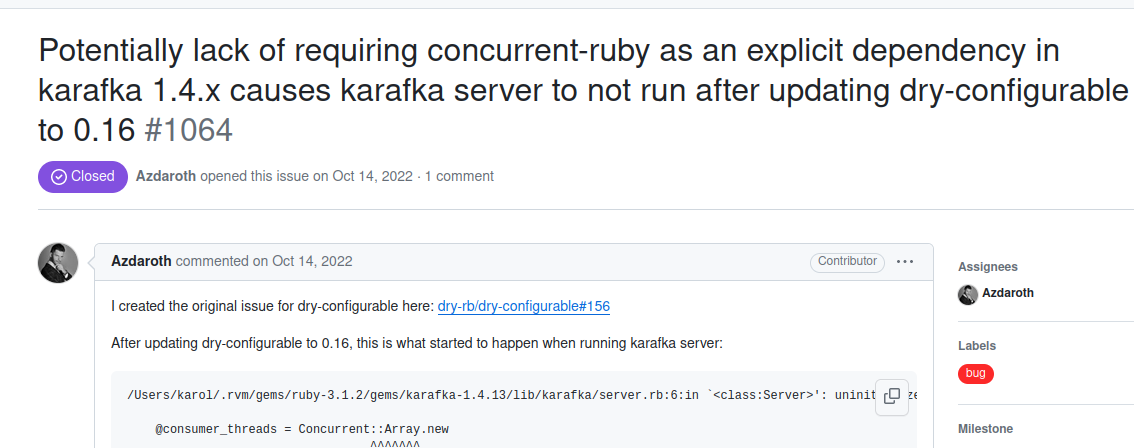 Potentially lack of requiring concurrent-ruby as an explicit dependency in
karafka 1.4.x causes karafka server to not run after updating dry-configurable
to 0.16 #1064
Closed Azdaroth opened this issue on Oct 14, 2022 · 1 comment
Azdaroth commented on Oct 14, 2022 Contributor
Assignees
Azdaroth
I created the original issue for dry-configurable here: dry-rb/dry-configurable#156
After updating dry-configurable to 0.16, this is what started to happen when running karafka server:
Labels
bug
/Users/karol/.rvm/gems/ruby-3.1.2/gems/karafka-1.4.13/lib/karafka/server.rb:6:in `<class:Server>':
@consumer_threads = Concurrent::Array.new
^^^^^^^
Milestone